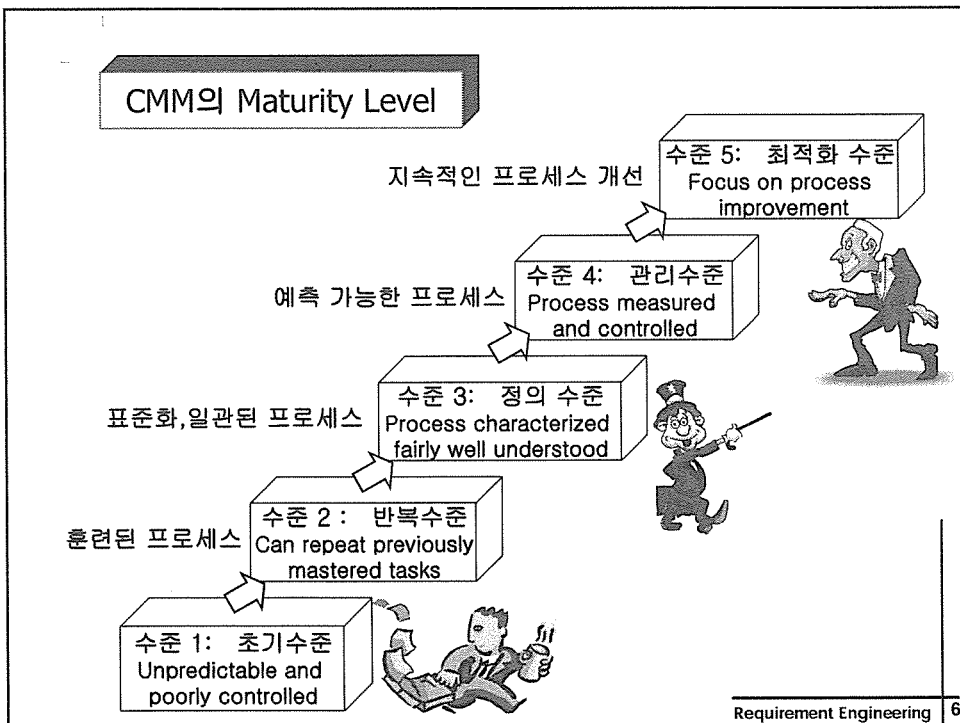 CMM의 Maturity Level
수준 5: 최적화 수준
Focus on process
improvement
지속적인 프로세스 개선
수준 4: 관리수준
Process measured
and controlled
예측 가능한 프로세스
수준 3: 정의 수준
Process characterized
fairly well understood
표준화,일관된 프로세스
수준 2 : 반복수준
Can repeat previously
mastered tasks
훈련된 프로세스
수준 1: 초기수준
Unpredictable and
poorly controlled
Requirement Engineering 6